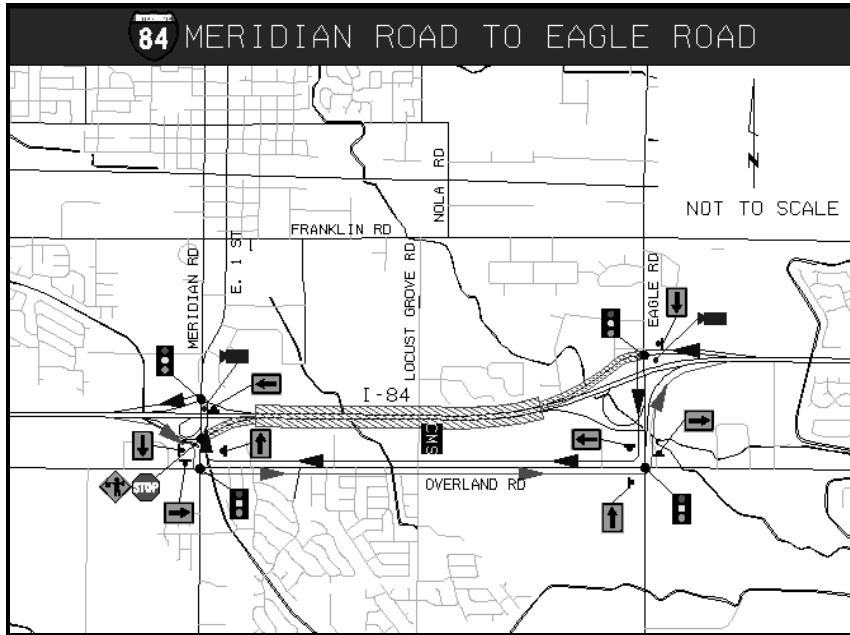 84 MERIDIAN ROAD TO EAGLE ROAD
N
NOT TO SCALE
NOLA RD
FRANKLIN RD
E. 1 ST
MERIDIAN RD
LOCUST GROVE RD
EAGLE RD
I-84
CMS
STOP
OVERLAND RD